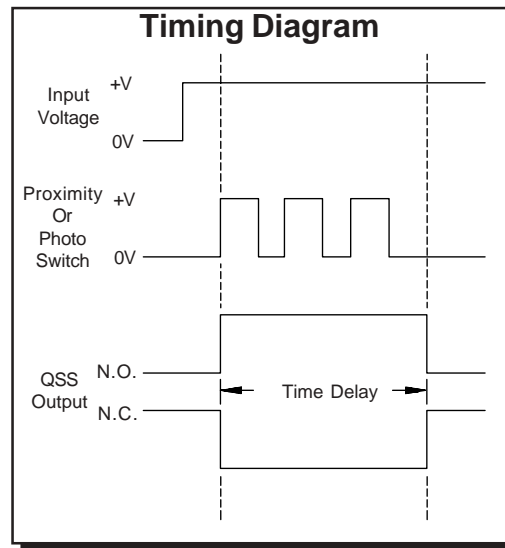 Timing Diagram
Input
Voltage
+V
0V
Proximity
Or
Photo
Switch
+V
0V
QSS
Output
N.O.
N.C.
Time Delay